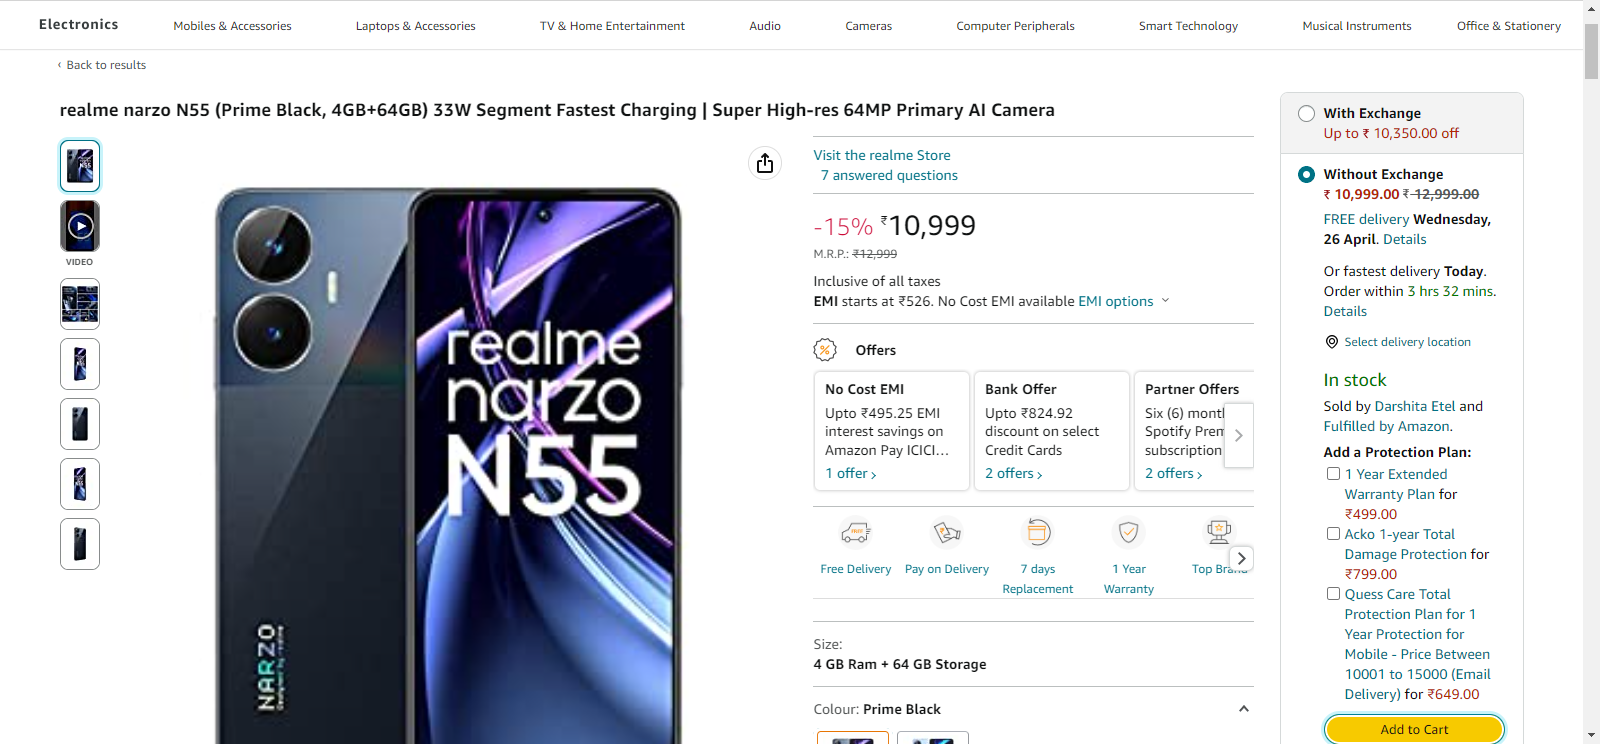 Electronics
Mobiles & Accessories
Laptops & Accessories
TV & Home Entertainment
Audio
Cameras
Computer Peripherals
Smart Technology
Musical Instruments
Office & Stationery
‹ Back to results
realme narzo N55 (Prime Black, 4GB+64GB) 33W Segment Fastest Charging | Super High-res 64MP Primary AI Camera
N55
VIDEO
realme
narzo
N55
NARZO
Designed by realme
Visit the realme Store
7 answered questions
-15% ₹10,999
M.R.P.: ₹12,999
Inclusive of all taxes
EMI starts at ₹526. No Cost EMI available EMI options
Offers
No Cost EMI
Upto ₹495.25 EMI
interest savings on
Amazon Pay ICICI…
1 offer ›
Bank Offer
Upto ₹824.92
discount on select
Credit Cards
2 offers ›
Partner Offers
Six (6) mont
Spotify Pren
subscription
2 offers ›
Free Delivery
Pay on Delivery
7 days
Replacement
1 Year
Warranty
Top Bra
Size:
4 GB Ram + 64 GB Storage
Colour: Prime Black
With Exchange
Up to ₹ 10,350.00 off
Without Exchange
₹ 10,999.00 ₹ 12,999.00
FREE delivery Wednesday,
26 April. Details
Or fastest delivery Today.
Order within 3 hrs 32 mins.
Details
Select delivery location
In stock
Sold by Darshita Etel and
Fulfilled by Amazon.
Add a Protection Plan:
1 Year Extended
Warranty Plan for
₹499.00
Acko 1-year Total
Damage Protection for
₹799.00
Quess Care Total
Protection Plan for 1
Year Protection for
Mobile - Price Between
10001 to 15000 (Email
Delivery) for ₹649.00
Add to Cart